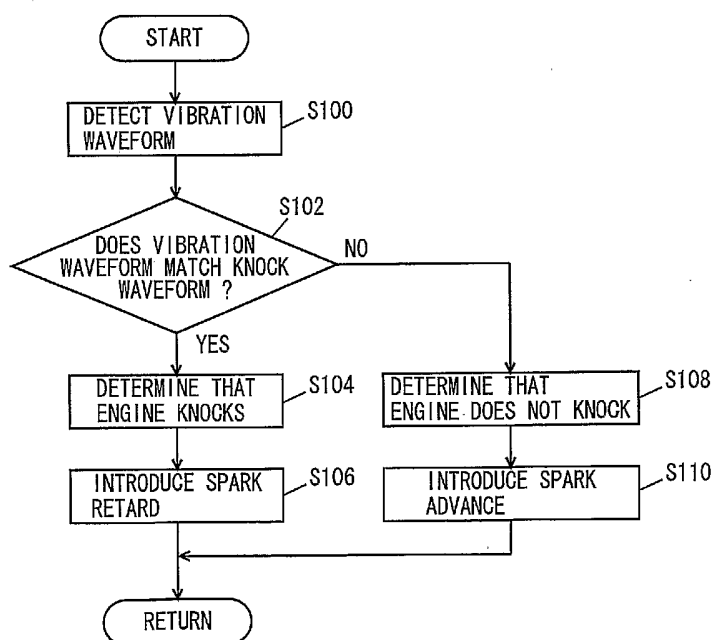 START
DETECT VIBRATION
WAVEFORM
S100
S102
DOES VIBRATION
WAVEFORM MATCH KNOCK
WAVEFORM ?
NO
YES
DETERMINE THAT
ENGINE KNOCKS
S104
DETERMINE THAT
ENGINE DOES NOT KNOCK
S108
INTRODUCE SPARK
RETARD
S106
INTRODUCE SPARK
ADVANCE
S110
RETURN